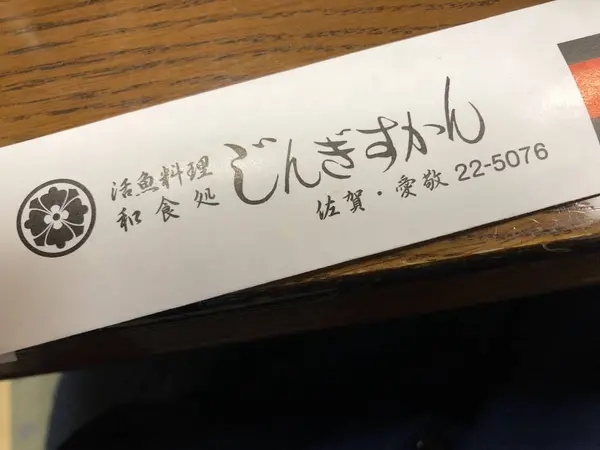 活魚料理
和食処
じんぎすかん
佐賀・愛敬 22-5076